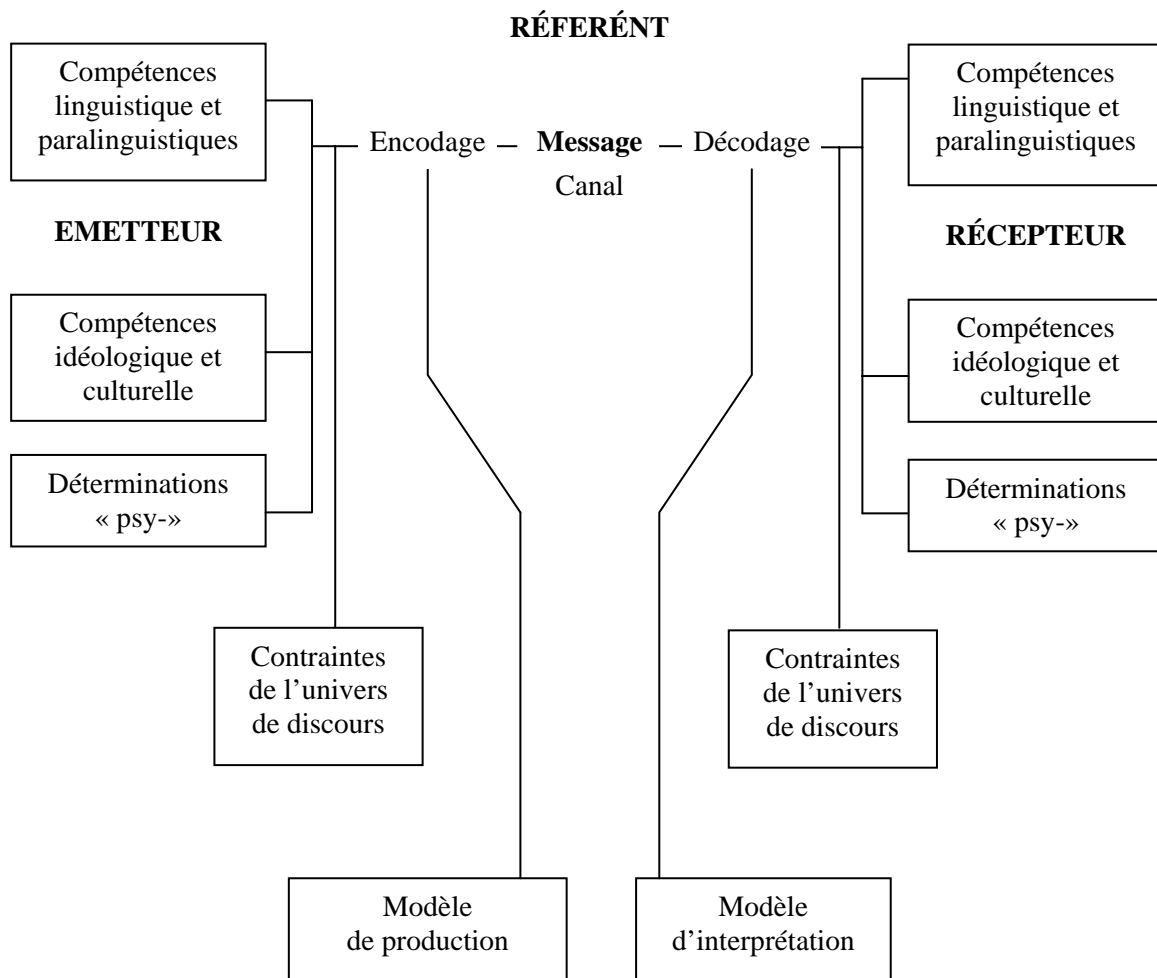 RÉFERÉNT
Compétences
linguistique et
paralinguistiques
Encodage
Message
Canal
Décodage
Compétences
linguistique et
paralinguistiques
EMETTEUR
RÉCEPTEUR
Compétences
idéologique et
culturelle
Compétences
idéologique et
culturelle
Déterminations
« psy-»
Déterminations
« psy-»
Contraintes
de l’univers
de discours
Contraintes
de l’univers
de discours
Modèle
de production
Modèle
d’interprétation